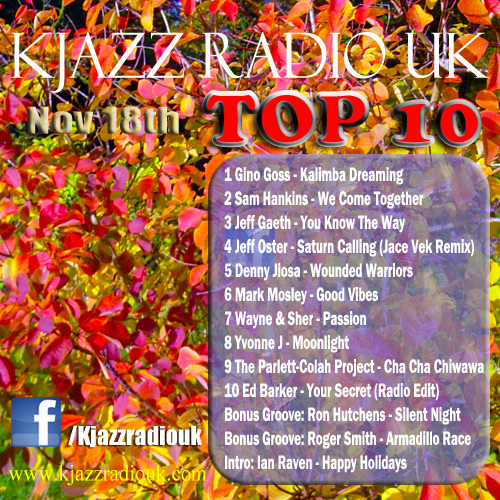 KJAZZ RADIO UK
Nov 18th TOP 10
1 Gino Goss - Kalimba Dreaming
2 Sam Hankins - We Come Together
3 Jeff Gaeth - You Know The Way
4 Jeff Oster - Saturn Calling (Jace Vek Remix)
5 Denny Jiosa - Wounded Warriors
6 Mark Mosley - Good Vibes
7 Wayne & Sher - Passion
8 Yvonne J - Moonlight
9 The Parlett-Colah Project - Cha Cha Chiwawa
10 Ed Barker - Your Secret (Radio Edit)
Bonus Groove: Ron Hutchens - Silent Night
Bonus Groove: Roger Smith - Armadillo Race
Intro: Ian Raven - Happy Holidays
f /Kjazzradiouk
www.kjazzradiouk.com